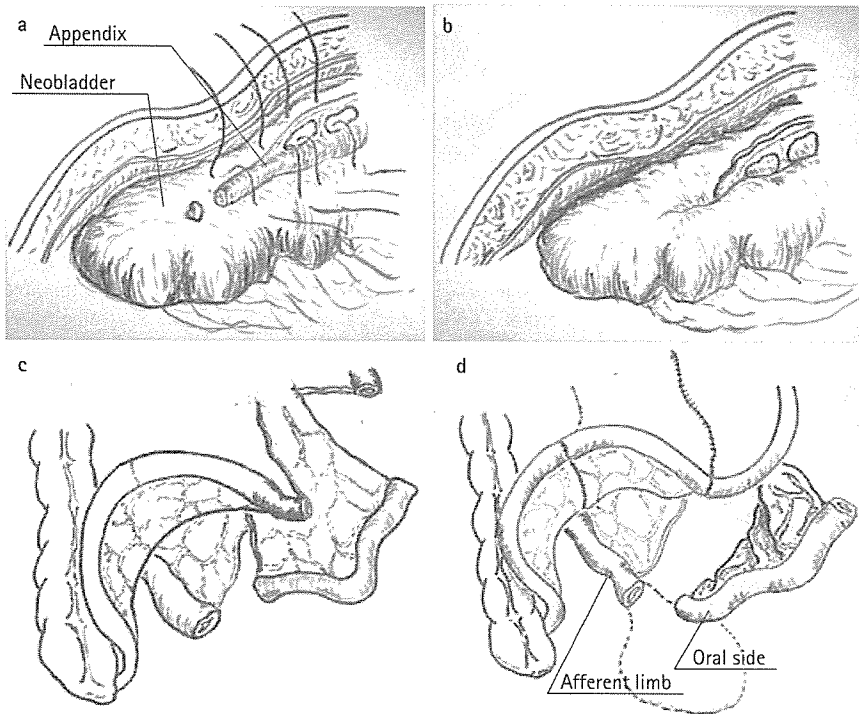 a
Appendix
Neobladder
b
c
d
Oral side
Afferent limb